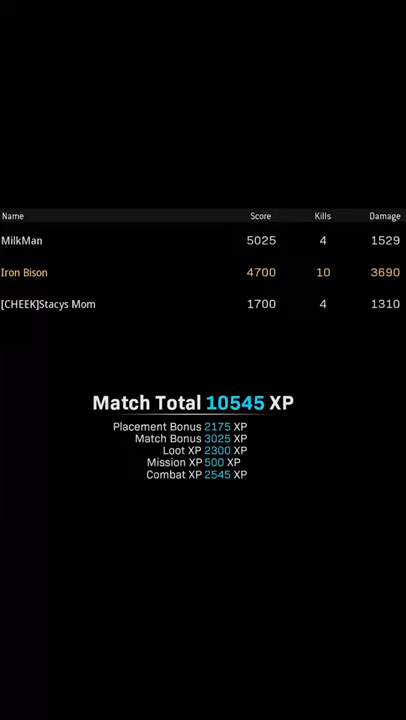 Name Score Kills Damage
MilkMan 5025 4 1529
Iron Bison 4700 10 3690
[CHEEK]Stacys Mom 1700 4 1310
Match Total 10545 XP
Placement Bonus 2175 XP
Match Bonus 3025 XP
Loot XP 2300 XP
Mission XP 500 XP
Combat XP 2545 XP